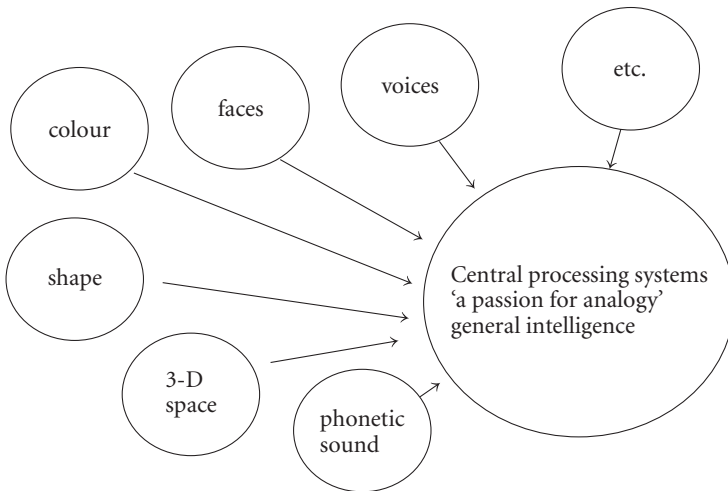 etc.
voices
faces
colour
shape
Central processing systems
‘a passion for analogy’
general intelligence
3-D
space
phonetic
sound